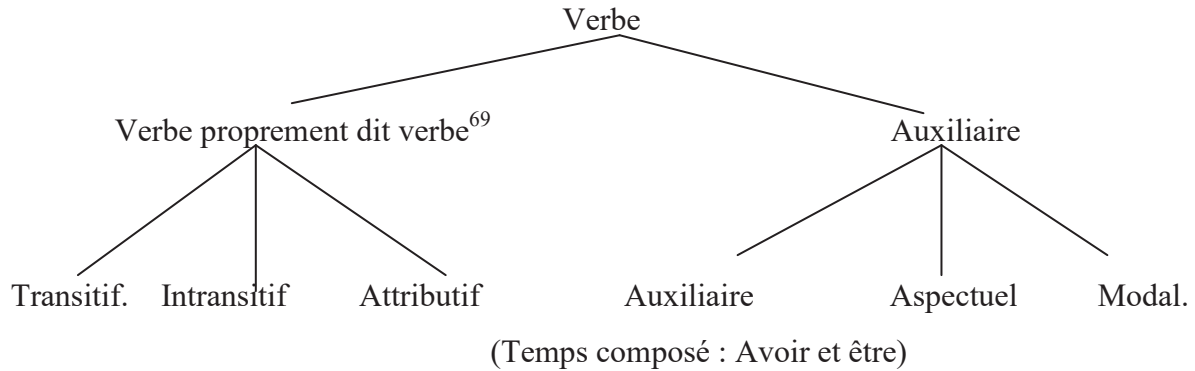 Verbe
Verbe proprement dit verbe69 Auxiliaire
Transitif. Intransitif Attributif Auxiliaire Aspectuel Modal.
(Temps composé : Avoir et être)